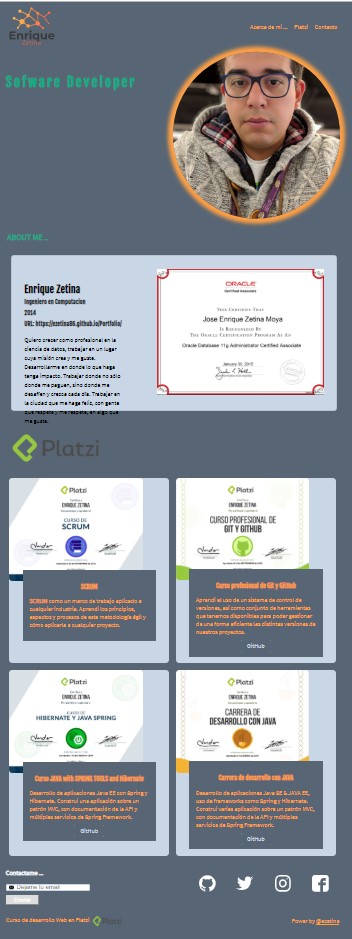 Enrique
Zetina
Acerca de mi...
Platzi
Contacto
Sofware Developer
ABOUT ME...
Enrique Zetina
Ingeniero en Computacion
2014
URL: https://ezetina86.github.io/Portfolio/
Quiero crecer como profesional en la
ciencia de datos, trabajar en un lugar
cuya misión cree y me guste.
Desarrollarme en donde lo que haga
tenga impacto. Trabajar donde no sólo
donde me paguen, sino donde me
desafíen y crezca cada día. Trabajar en
la ciudad que me haga feliz, con gente
que respete y me respete, en algo que
me guste.
ORACLE
Certified Associate
This Certifies That
Jose Enrique Zetina Moya
Is Recognized By
The Oracle Certification Program As An
Oracle Database 11g Administrator Certified Associate
Platzi
Platzi
ENRIQUE ZETINA
CURSO DE
SCRUM
SCRUM
SCRUM como un marco de trabajo aplicado a
cualquier industria. Aprendí los principios,
aspectos y procesos de esta metodología ágil y
cómo aplicarla a cualquier proyecto.
Platzi
ENRIQUE ZETINA
CURSO PROFESIONAL DE
GIT Y GITHUB
Curso profesional de Git y GitHub
Aprendí el uso de un sistema de control de
versiones, así como conjunto de herramientas
que tenemos disponibles para poder gestionar
de una forma eficiente las distintas versiones de
nuestros proyectos.
GitHub
Platzi
ENRIQUE ZETINA
CURSO DE
HIBERNATE Y JAVA SPRING
Curso JAVA with SPRING TOOLS and Hibernate
Desarrollo de aplicaciones Java EE con Spring y
Hibernate. Construí una aplicación sobre un
patrón MVC, con documentación de la API y
múltiples servicios de Spring Framework.
GitHub
Platzi
ENRIQUE ZETINA
CARRERA DE
DESARROLLO CON JAVA
Carrera de desarrollo con JAVA
Desarrollo de aplicaciones Java SE & JAVA EE,
uso de frameworks como Spring y Hibernate.
Construí varias aplicación sobre un patrón MVC,
con documentación de la API y múltiples
servicios de Spring Framework.
GitHub
Contactame ...
Dejame tu email
Enviar
Curso de desarrollo Web en Platzi
Platzi
Power by @ezetina